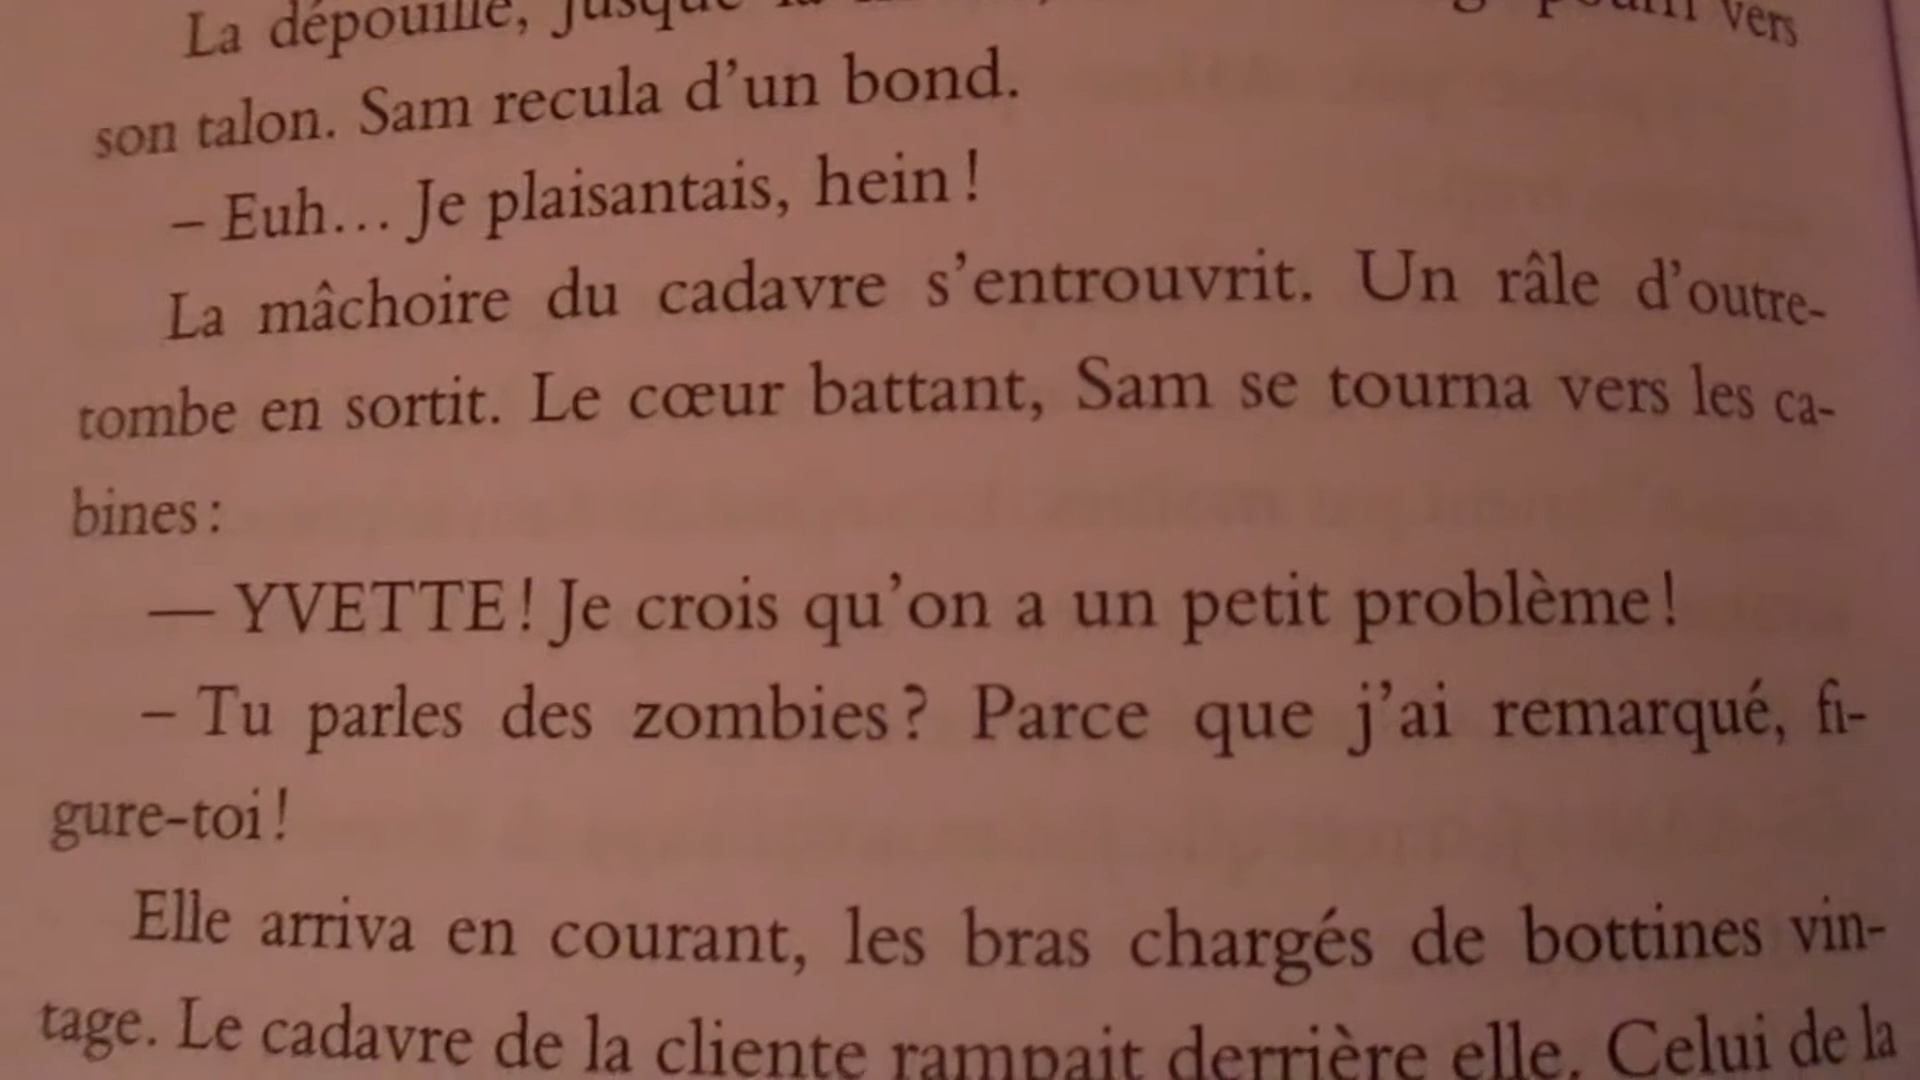 La dépouille, jusque vers
son talon. Sam recula d'un bond.
– Euh... Je plaisantais, hein !
La mâchoire du cadavre s'entrouvrit. Un râle d'outre-
tombe en sortit. Le cœur battant, Sam se tourna vers les ca-
bines :
— YVETTE ! Je crois qu'on a un petit problème !
– Tu parles des zombies ? Parce que j'ai remarqué, fi-
gure-toi !
Elle arriva en courant, les bras chargés de bottines vin-
tage. Le cadavre de la cliente rampait derrière elle. Celui de la